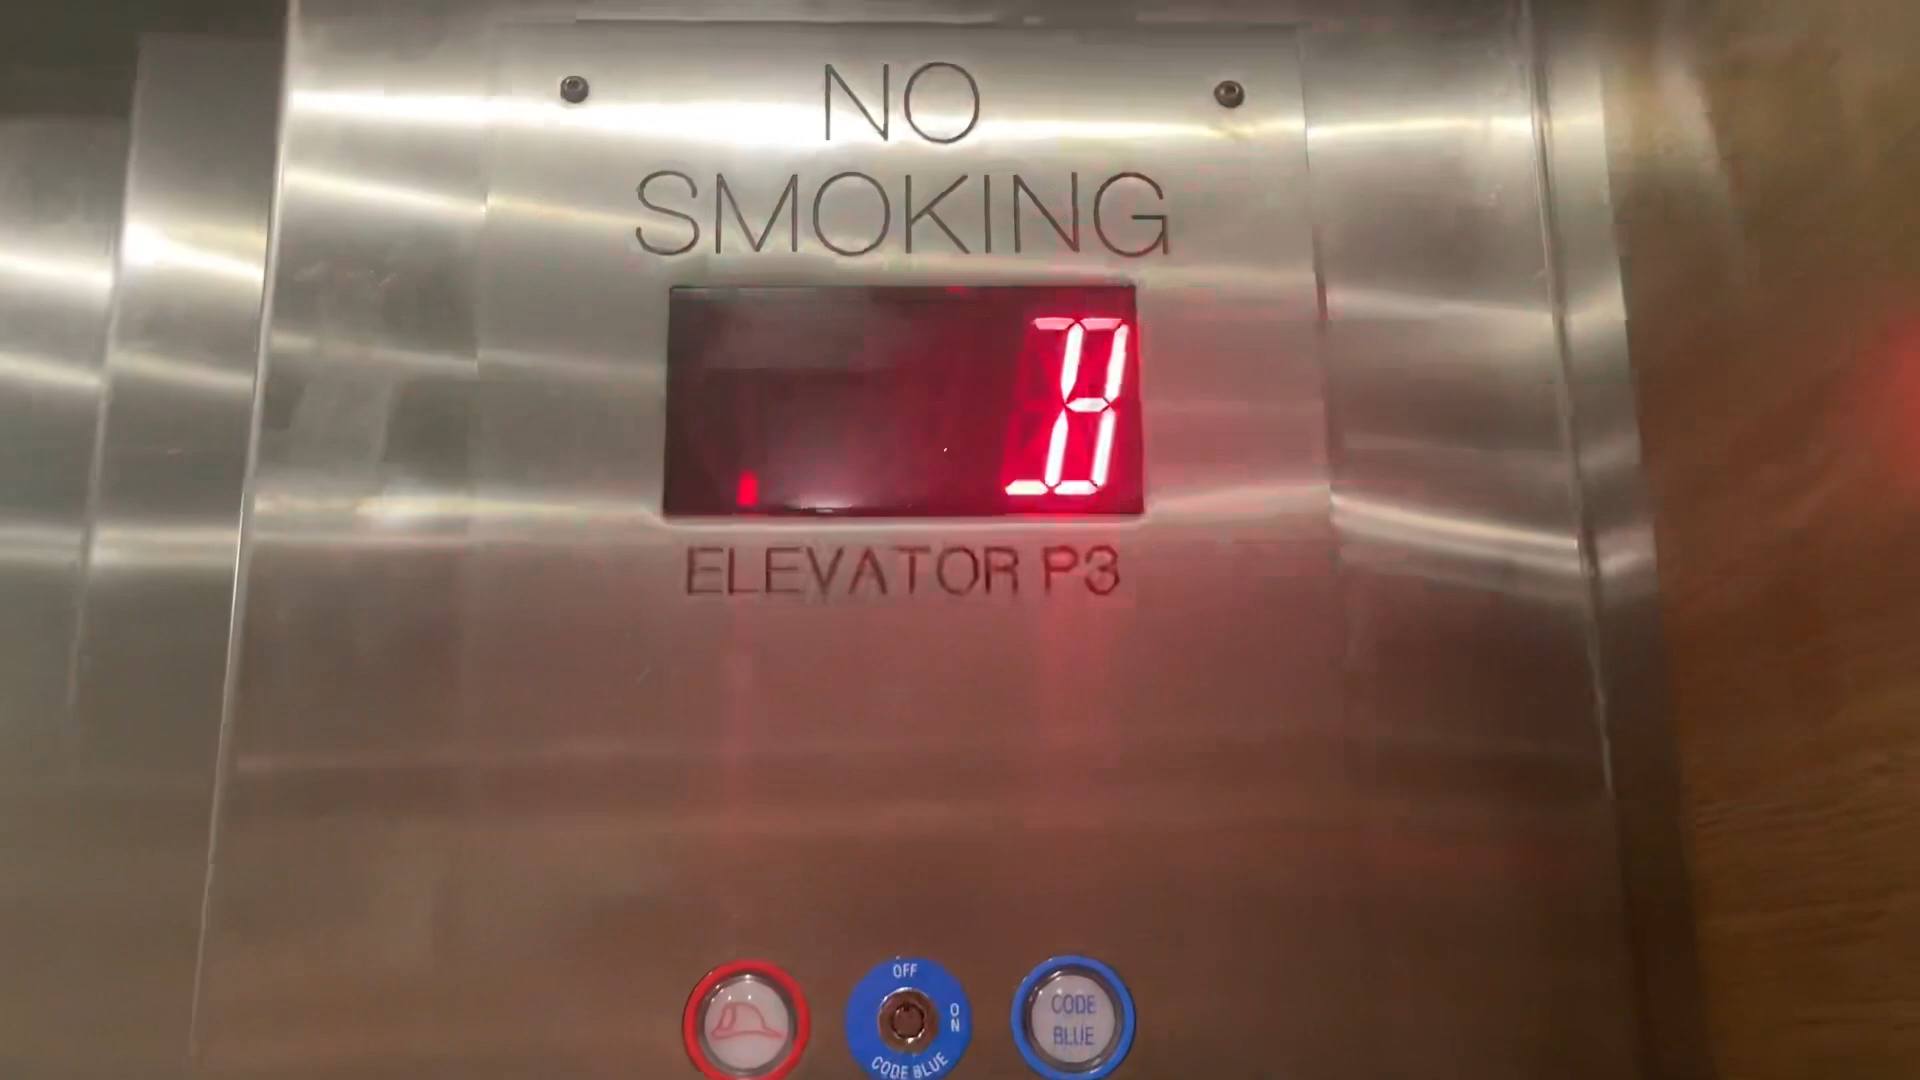 NO
SMOKING
B
ELEVATOR P3
OFF
ON
CODE BLUE
CODE
BLUE